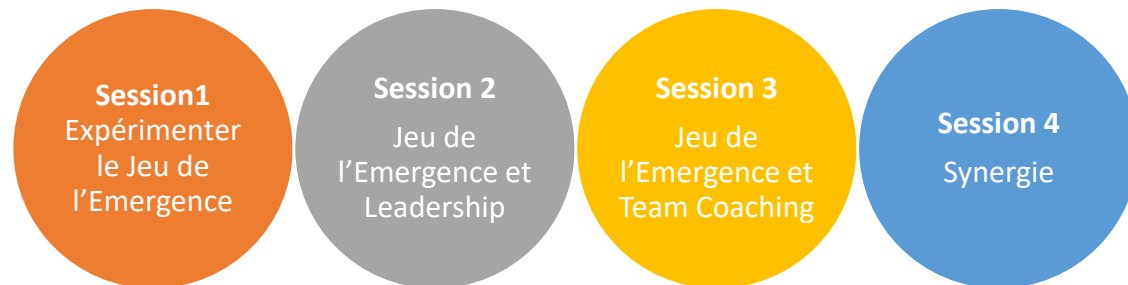 Session1
Expérimenter
le Jeu de
l’Emergence
Session 2
Jeu de
l’Emergence et
Leadership
Session 3
Jeu de
l’Emergence et
Team Coaching
Session 4
Synergie